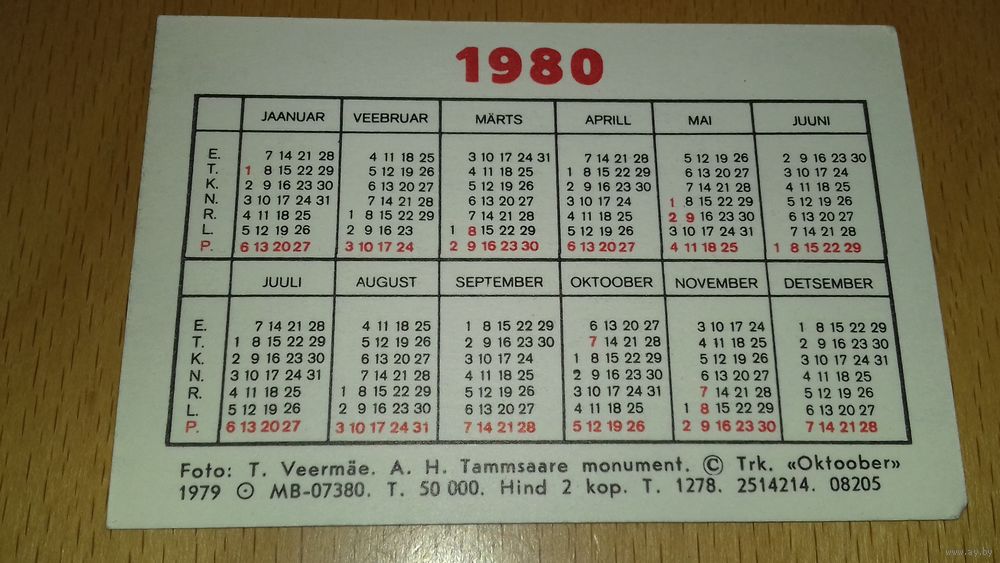 1980
JAANUAR VEEBRUAR MÄRTS APRILL MAI JUUNI
E. 7 14 21 28 4 11 18 25 3 10 17 24 31 7 14 21 28 5 12 19 26 2 9 16 23 30
T. 1 8 15 22 29 5 12 19 26 4 11 18 25 1 8 15 22 29 6 13 20 27 3 10 17 24
K. 2 9 16 23 30 6 13 20 27 5 12 19 26 2 9 16 23 30 7 14 21 28 4 11 18 25
N. 3 10 17 24 31 7 14 21 28 6 13 20 27 3 10 17 24 1 8 15 22 29 5 12 19 26
R. 4 11 18 25 1 8 15 22 29 7 14 21 28 4 11 18 25 2 9 16 23 30 6 13 20 27
L. 5 12 19 26 2 9 16 23 1 8 15 22 29 5 12 19 26 3 10 17 24 31 7 14 21 28
P. 6 13 20 27 3 10 17 24 2 9 16 23 30 6 13 20 27 4 11 18 25 1 8 15 22 29
JUULI AUGUST SEPTEMBER OKTOOBER NOVEMBER DETSEMBER
E. 7 14 21 28 4 11 18 25 1 8 15 22 29 6 13 20 27 3 10 17 24 1 8 15 22 29
T. 1 8 15 22 29 5 12 19 26 2 9 16 23 30 7 14 21 28 4 11 18 25 2 9 16 23 30
K. 2 9 16 23 30 6 13 20 27 3 10 17 24 1 8 15 22 29 5 12 19 26 3 10 17 24 31
N. 3 10 17 24 31 7 14 21 28 4 11 18 25 2 9 16 23 30 6 13 20 27 4 11 18 25
R. 4 11 18 25 1 8 15 22 29 5 12 19 26 3 10 17 24 31 7 14 21 28 5 12 19 26
L. 5 12 19 26 2 9 16 23 30 6 13 20 27 4 11 18 25 1 8 15 22 29 6 13 20 27
P. 6 13 20 27 3 10 17 24 31 7 14 21 28 5 12 19 26 2 9 16 23 30 7 14 21 28
Foto: T. Veermäe. A. H. Tammsaare monument. © Trk. «Oktoober»
1979 ⊙ MB-07380. T. 50 000. Hind 2 kop. T. 1278. 2514214. 08205
www.ay.by